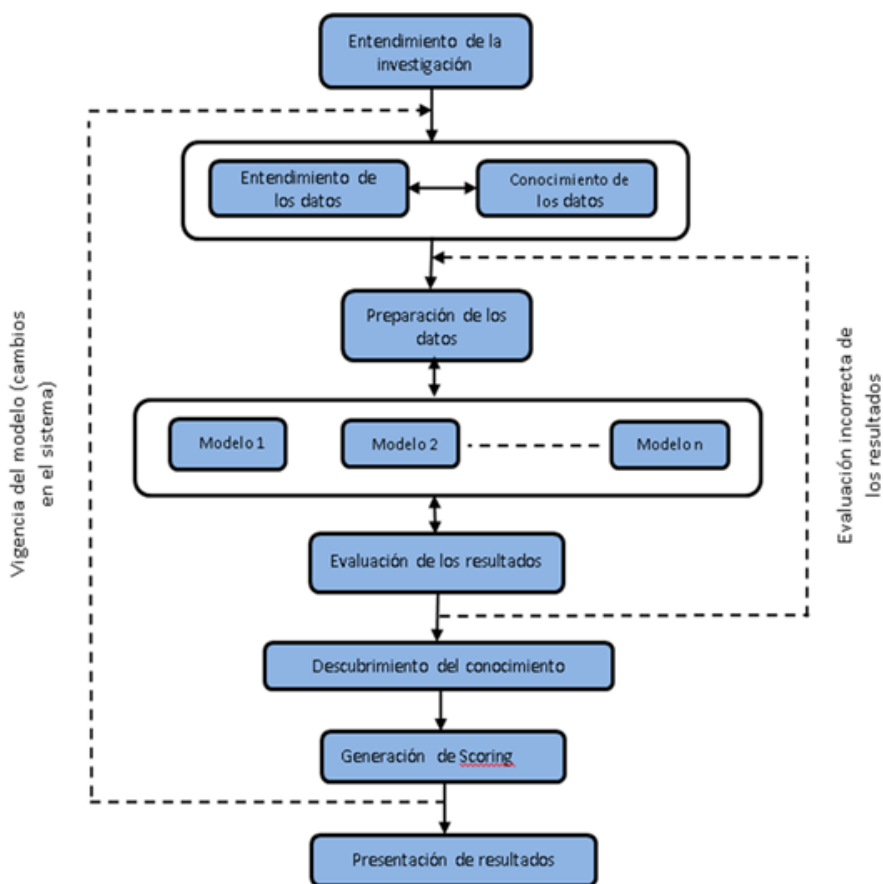 Entendimiento de la
investigación
Entendimiento de
los datos
Conocimiento de
los datos
Preparación de los
datos
Modelo 1
Modelo 2
Modelo n
Evaluación de los resultados
Descubrimiento del conocimiento
Generación de Scoring
Presentación de resultados
Vigencia del modelo (cambios
en el sistema)
Evaluación incorrecta de
los resultados